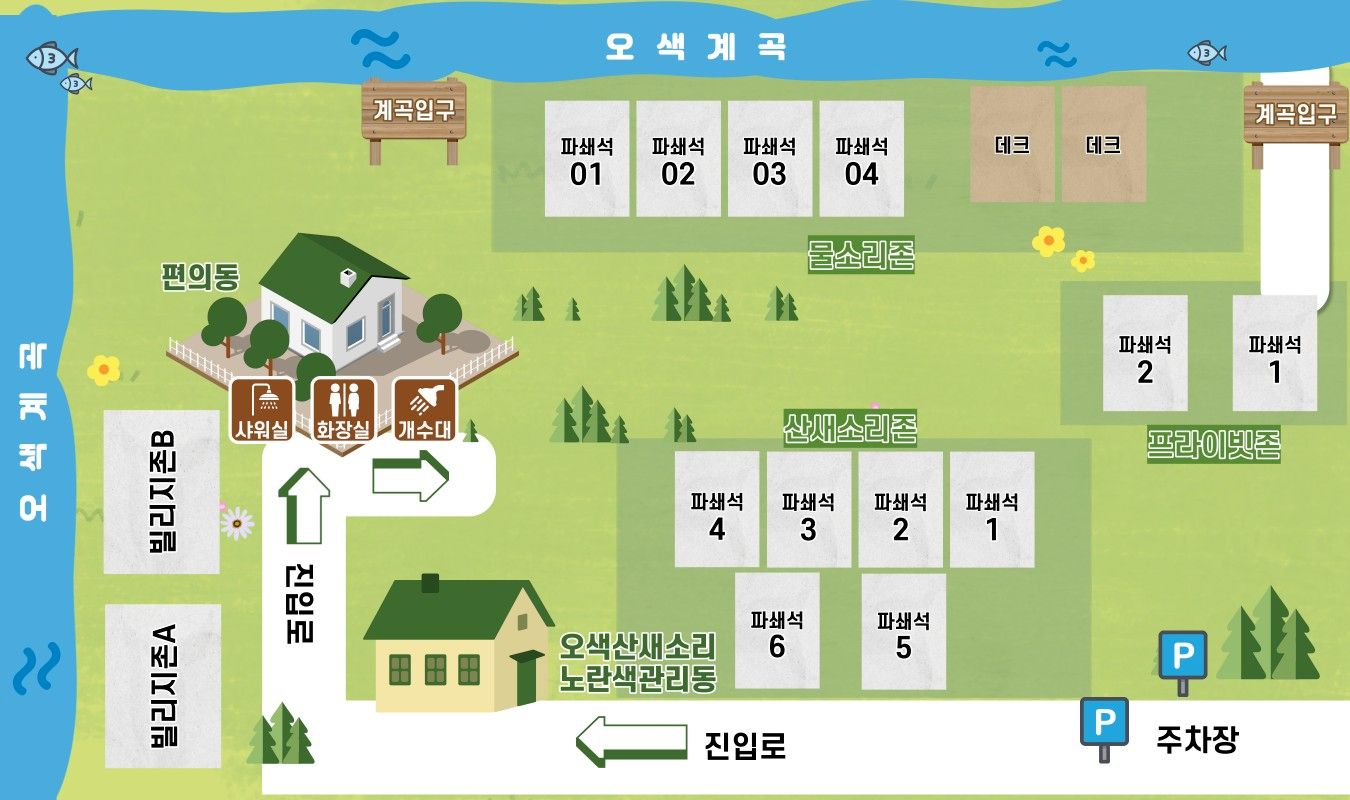 오색계곡
3
3
계곡입구
계곡입구
파쇄석
01
파쇄석
02
파쇄석
03
파쇄석
04
데크
데크
물소리존
편의동
파쇄석
2
파쇄석
1
프라이빗존
샤워실
화장실
개수대
오색계곡
산새소리존
파쇄석
4
파쇄석
3
파쇄석
2
파쇄석
1
파쇄석
6
파쇄석
5
빌리지존B
빌리지존A
진입로
오색산새소리
노란색관리동
진입로
P
P
주차장